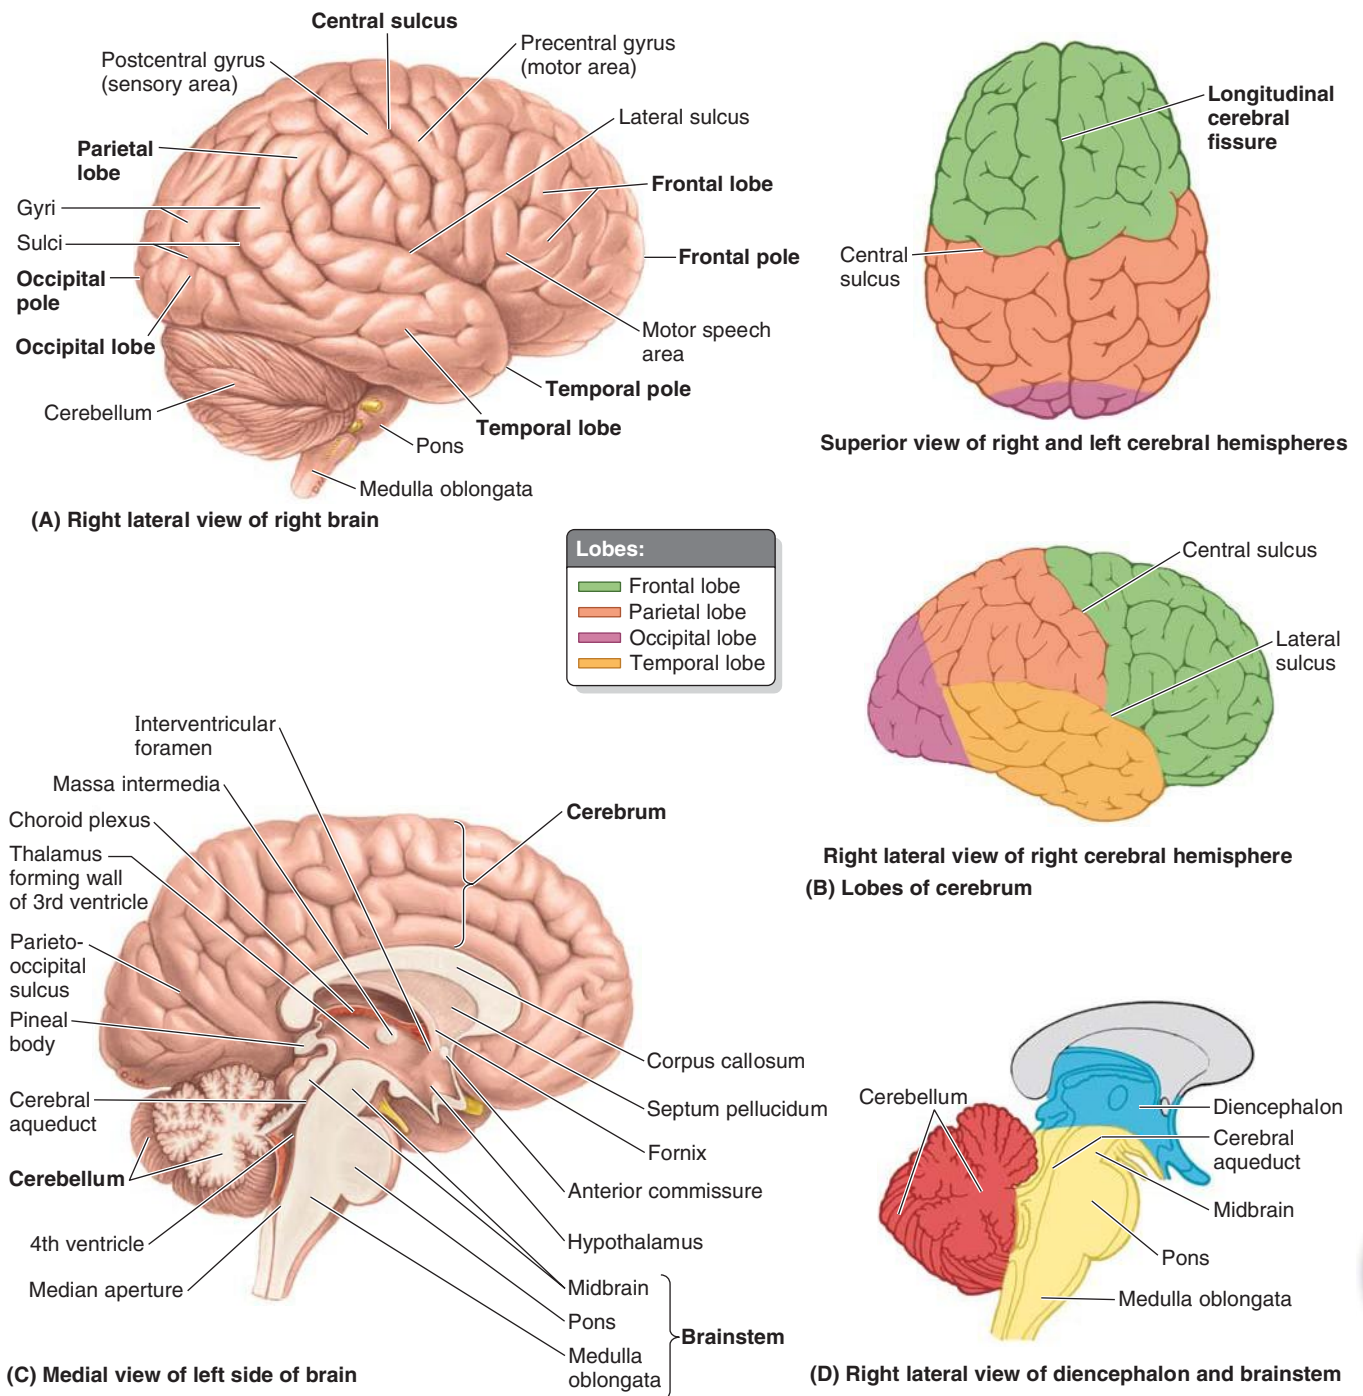 Central sulcus
Postcentral gyrus
(sensory area)
Precentral gyrus
(motor area)
Lateral sulcus
Parietal
lobe
Frontal lobe
Gyri
Sulci
Frontal pole
Occipital
pole
Occipital lobe
Motor speech
area
Temporal pole
Cerebellum
Temporal lobe
Pons
Medulla oblongata
(A) Right lateral view of right brain
Longitudinal
cerebral
fissure
Central
sulcus
Superior view of right and left cerebral hemispheres
Lobes:
Frontal lobe
Parietal lobe
Occipital lobe
Temporal lobe
Central sulcus
Lateral
sulcus
Right lateral view of right cerebral hemisphere
(B) Lobes of cerebrum
Interventricular
foramen
Massa intermedia
Choroid plexus
Thalamus
forming wall
of 3rd ventricle
Parieto-
occipital
sulcus
Pineal
body
Cerebral
aqueduct
Cerebellum
4th ventricle
Median aperture
Cerebrum
Corpus callosum
Septum pellucidum
Fornix
Anterior commissure
Hypothalamus
Midbrain
Pons
Medulla
oblongata
Brainstem
(C) Medial view of left side of brain
Cerebellum
Diencephalon
Cerebral
aqueduct
Midbrain
Pons
Medulla oblongata
(D) Right lateral view of diencephalon and brainstem